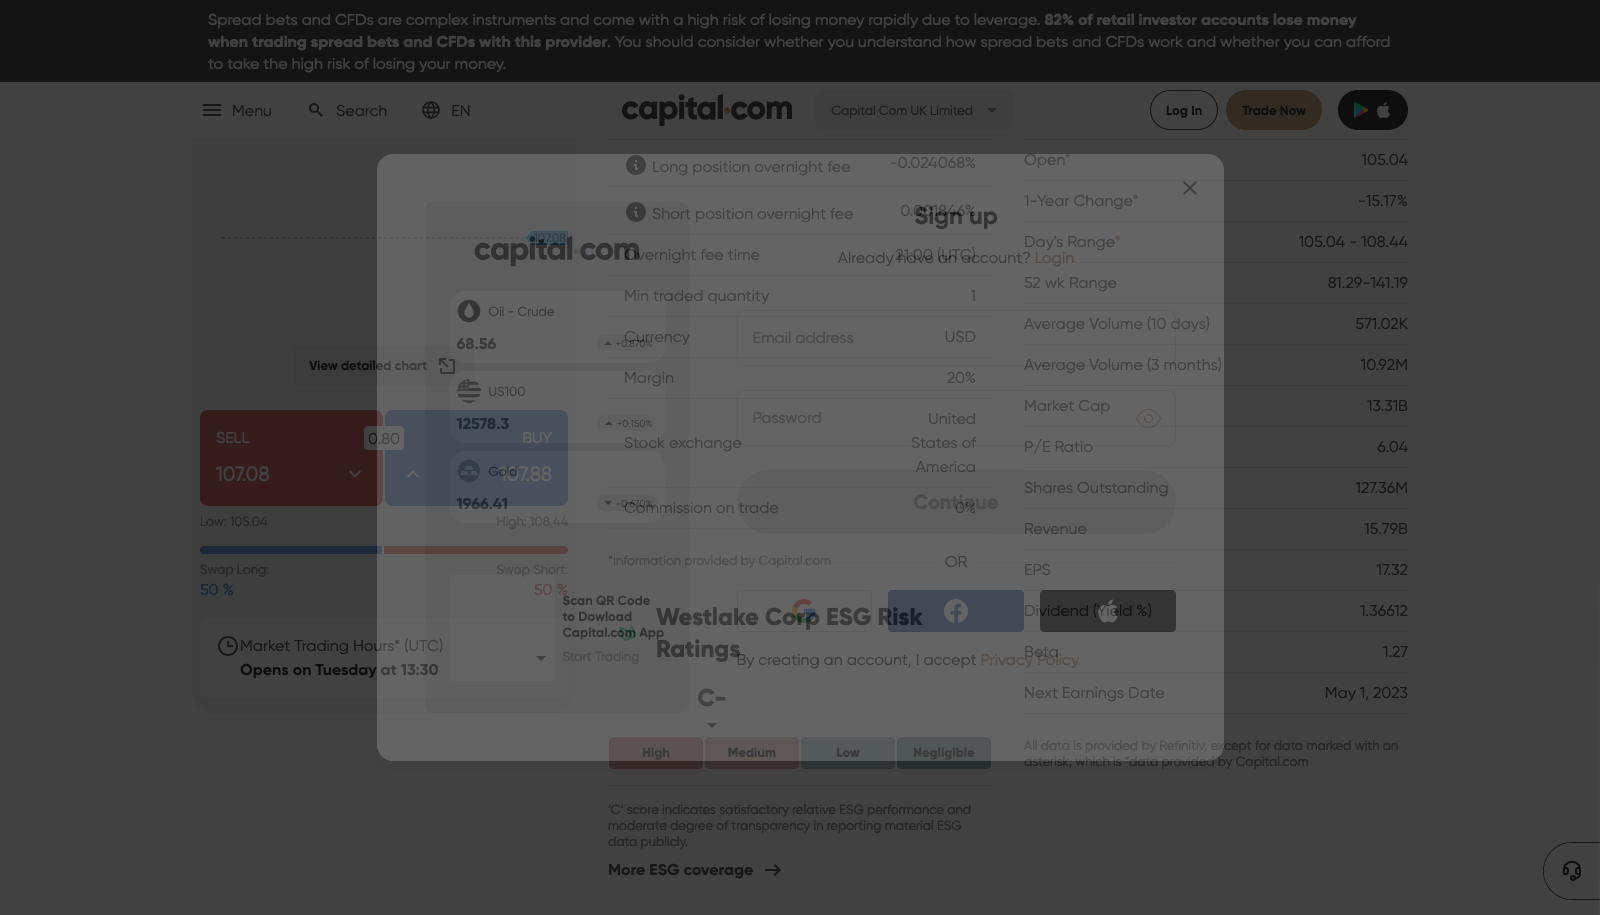 Spread bets and CFDs are complex instruments and come with a high risk of losing money rapidly due to leverage. 82% of retail investor accounts lose money
when trading spread bets and CFDs with this provider. You should consider whether you understand how spread bets and CFDs work and whether you can afford
to take the high risk of losing your money.
Menu
Search
EN
capital.com
Capital Com UK Limited
Log In
Trade Now
107.08
View detailed chart
SELL
107.08
0.80
BUY
107.88
Low: 105.04
High: 108.44
Swap Long:
50 %
Swap Short:
50 %
Market Trading Hours* (UTC)
Opens on Tuesday at 13:30
Long position overnight fee
-0.024068%
Short position overnight fee
0.001846%
Overnight fee time
21:00 (UTC)
Min traded quantity
1
Currency
USD
Margin
20%
Stock exchange
United
States of
America
Commission on trade
0%
*Information provided by Capital.com
Westlake Corp ESG Risk
Ratings
C-
High
Medium
Low
Negligible
'C' score indicates satisfactory relative ESG performance and
moderate degree of transparency in reporting material ESG
data publicly.
More ESG coverage
Open*
105.04
1-Year Change*
-15.17%
Day's Range*
105.04 - 108.44
52 wk Range
81.29-141.19
Average Volume (10 days)
571.02K
Average Volume (3 months)
10.92M
Market Cap
13.31B
P/E Ratio
6.04
Shares Outstanding
127.36M
Revenue
15.79B
EPS
17.32
Dividend (Yield %)
1.36612
Beta
1.27
Next Earnings Date
May 1, 2023
All data is provided by Refinitiv, except for data marked with an
asterisk, which is *data provided by Capital.com
capital.com
Oil - Crude
68.56
+0.870%
US100
12578.3
+0.150%
Gold
1966.41
-0.670%
Scan QR Code
to Dowload
Capital.com App
Start Trading
Sign up
Already have an account? Login
Email address
Password
Continue
OR
By creating an account, I accept Privacy Policy